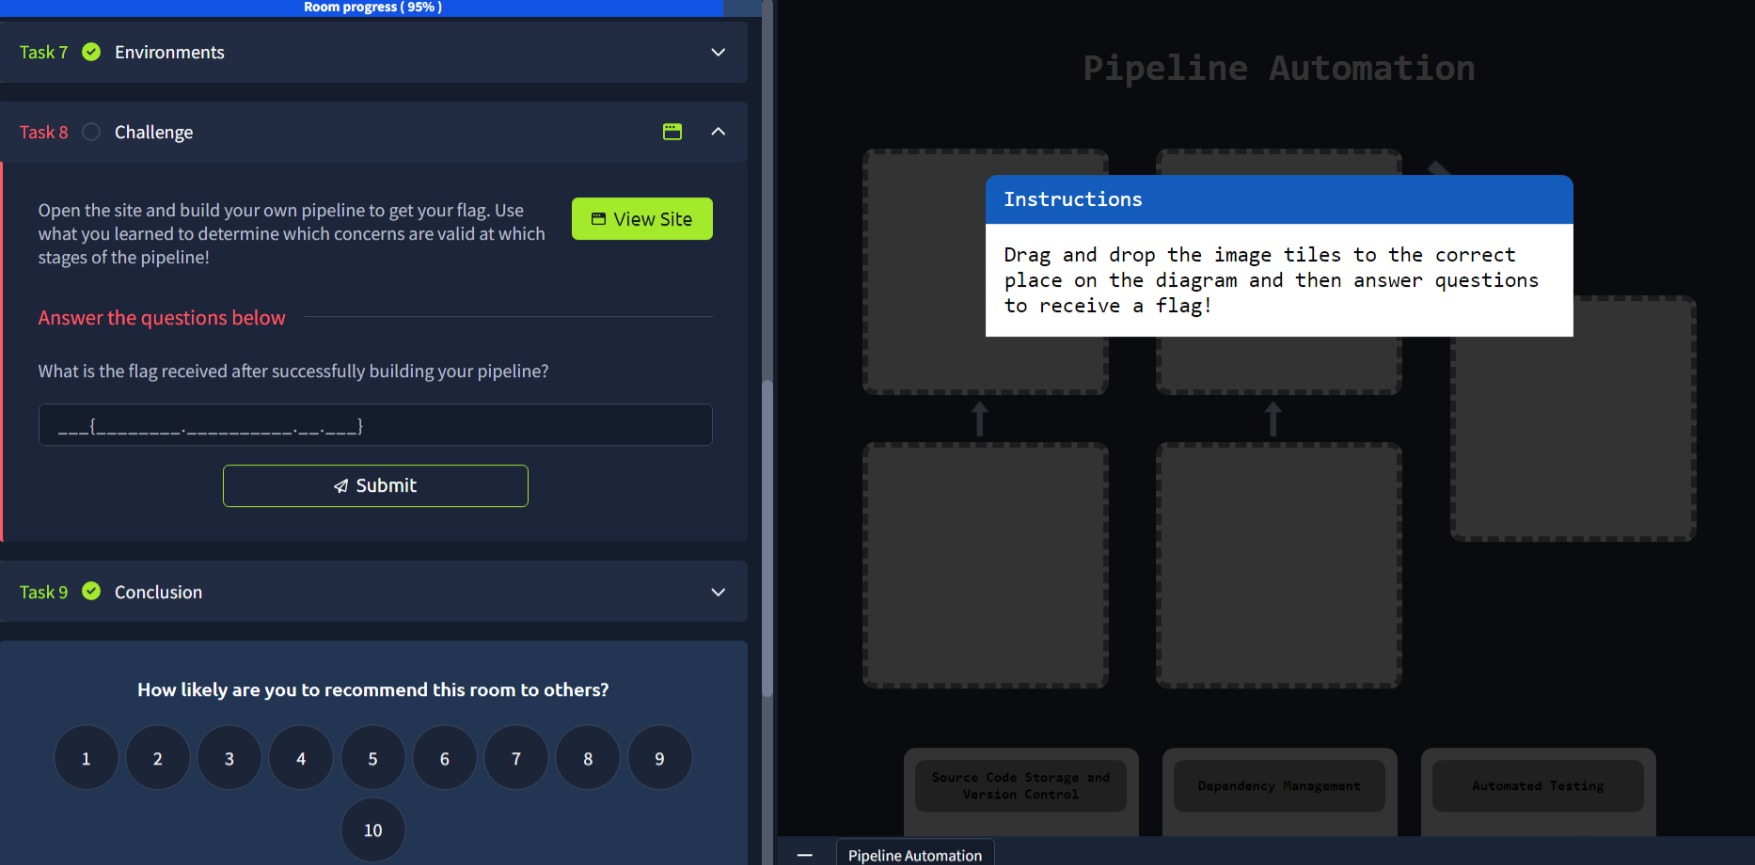 Room progress ( 95% )
Task 7
Environments
Task 8
Challenge
Open the site and build your own pipeline to get your flag. Use
what you learned to determine which concerns are valid at which
stages of the pipeline!
View Site
Answer the questions below
What is the flag received after successfully building your pipeline?
___{________.__________.__.___}
Submit
Task 9
Conclusion
How likely are you to recommend this room to others?
1
2
3
4
5
6
7
8
9
10
Pipeline Automation
Instructions
Drag and drop the image tiles to the correct
place on the diagram and then answer questions
to receive a flag!
Source Code Storage and
Version Control
Dependency Management
Automated Testing
Pipeline Automation